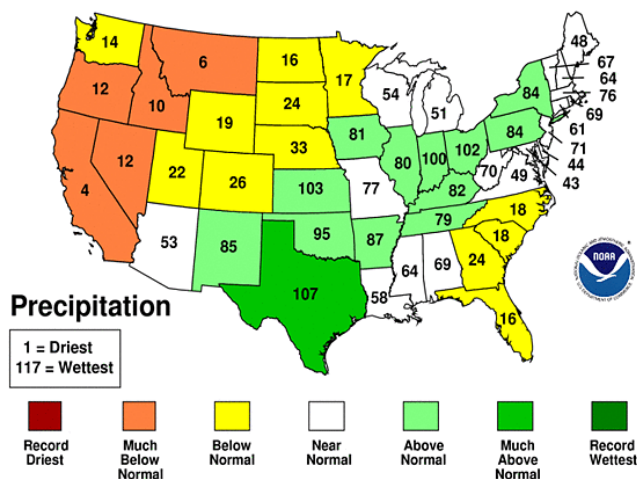 14
6
16
17
48
67
64
76
69
61
71
44
43
12
10
24
54
51
84
19
81
84
33
80
100
102
4
12
22
26
103
77
70
49
82
18
53
85
95
87
79
18
64
69
24
107
58
16
NOAA
Precipitation
1 = Driest
117 = Wettest
Record
Driest
Much
Below
Normal
Below
Normal
Near
Normal
Above
Normal
Much
Above
Normal
Record
Wettest